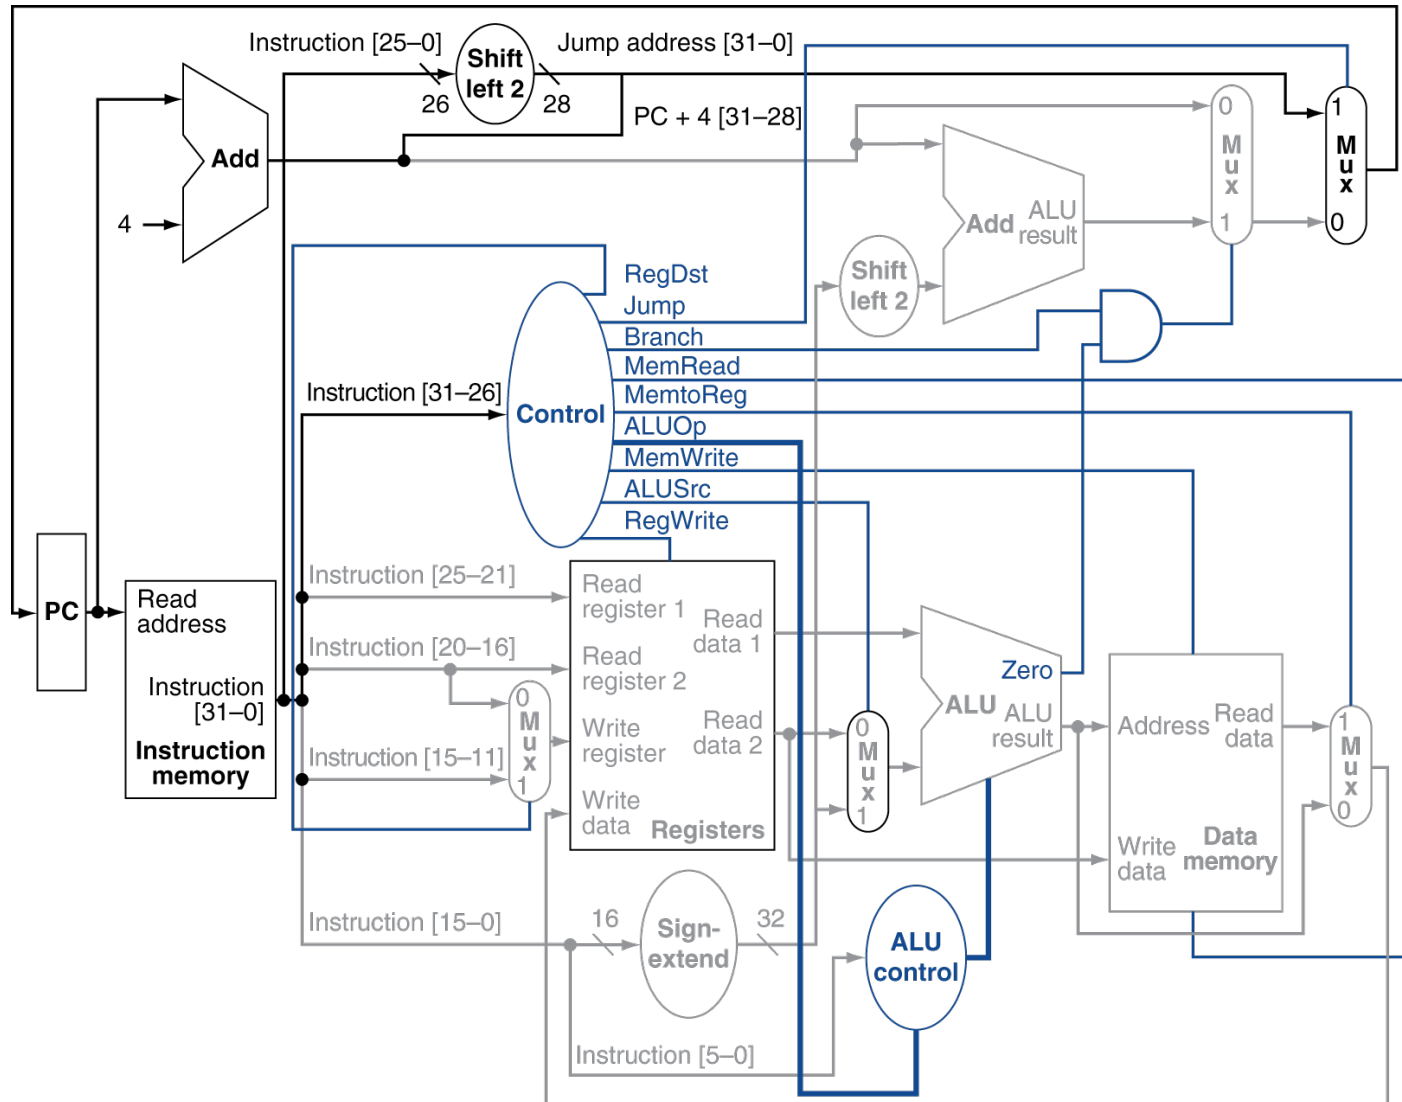 Instruction [25–0]
Shift
left 2
Jump address [31–0]
26
28
PC + 4 [31–28]
Add
4
0
M
u
x
1
1
M
u
x
0
Add
ALU
result
Shift
left 2
RegDst
Jump
Branch
MemRead
MemtoReg
ALUOp
MemWrite
ALUSrc
RegWrite
Instruction [31–26]
Control
PC
Read
address
Instruction
[31–0]
Instruction
memory
Instruction [25–21]
Instruction [20–16]
Instruction [15–11]
0
M
u
x
1
Read
register 1
Read
register 2
Write
register
Write
data
Read
data 1
Read
data 2
Registers
0
M
u
x
1
Zero
ALU
ALU
result
Address
Read
data
Write
data
Data
memory
1
M
u
x
0
Instruction [15–0]
16
Sign-
extend
32
ALU
control
Instruction [5–0]